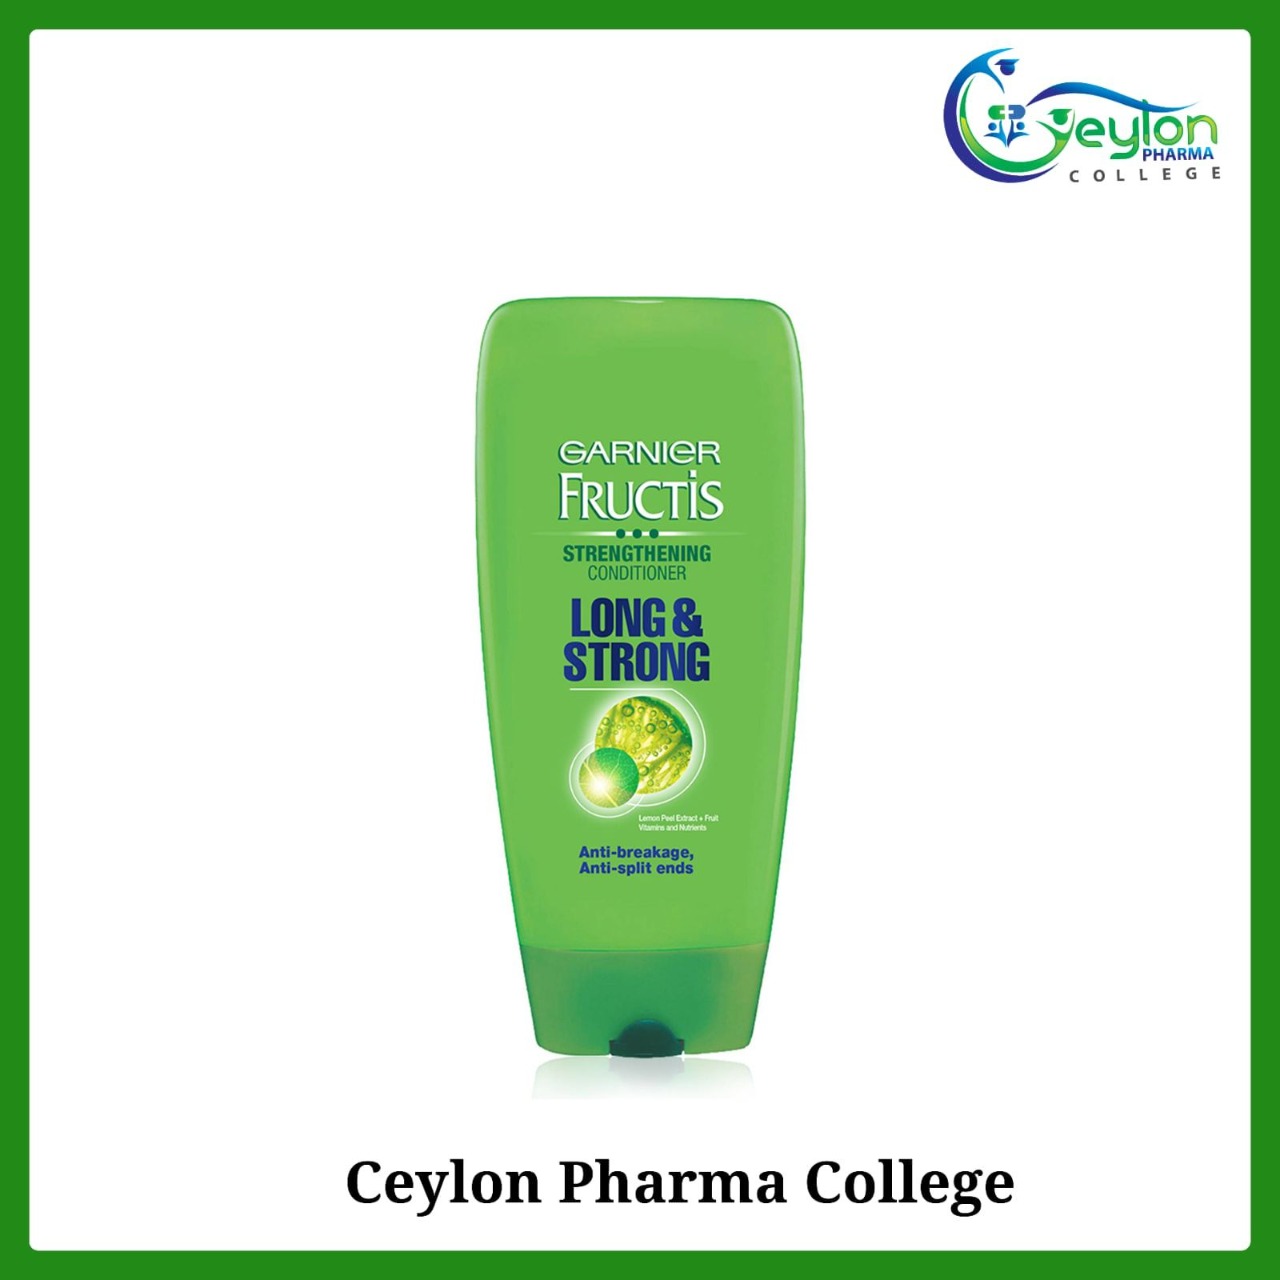 Ceylon
PHARMA
COLLEGE
GARNIER
FRUCTIS
STRENGTHENING
CONDITIONER
LONG &
STRONG
Lemon Peel Extract + Fruit
Vitamins and Nutrients
Anti-breakage,
Anti-split ends
Ceylon Pharma College